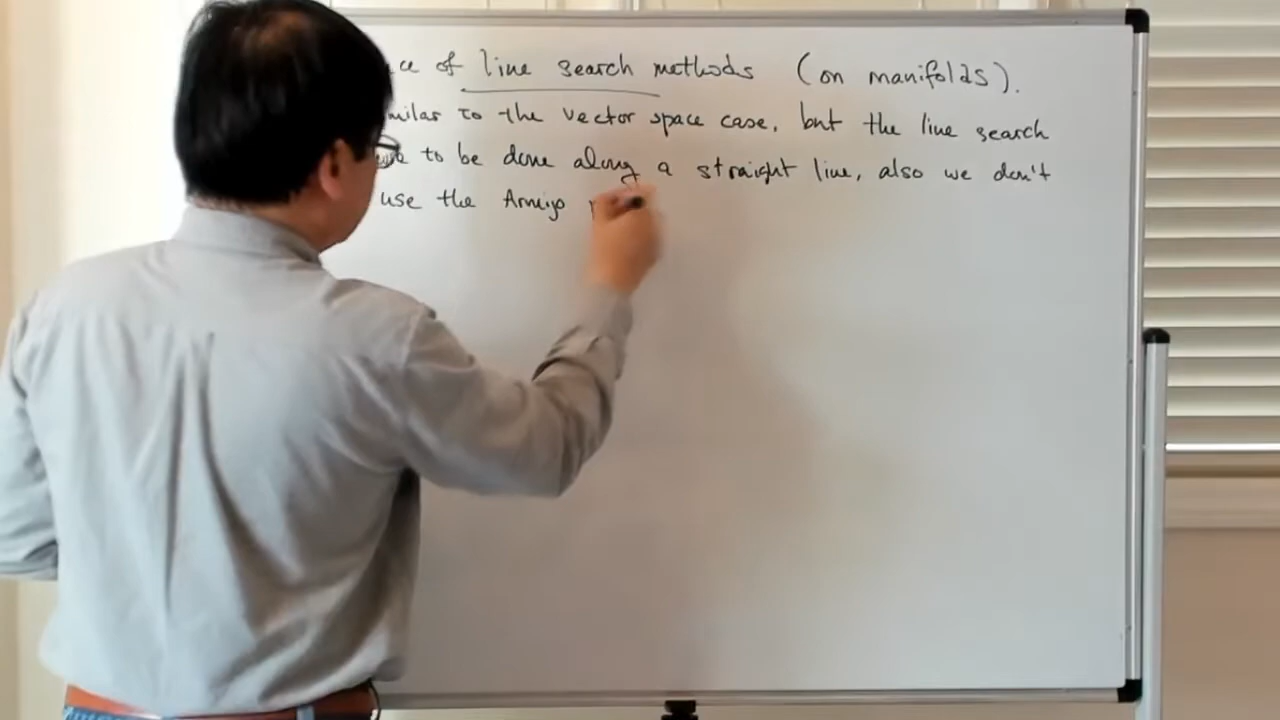 of line search methods (on manifolds).
to the vector space case, but the line search
to be done along a straight line, also we don't
use the Armijo